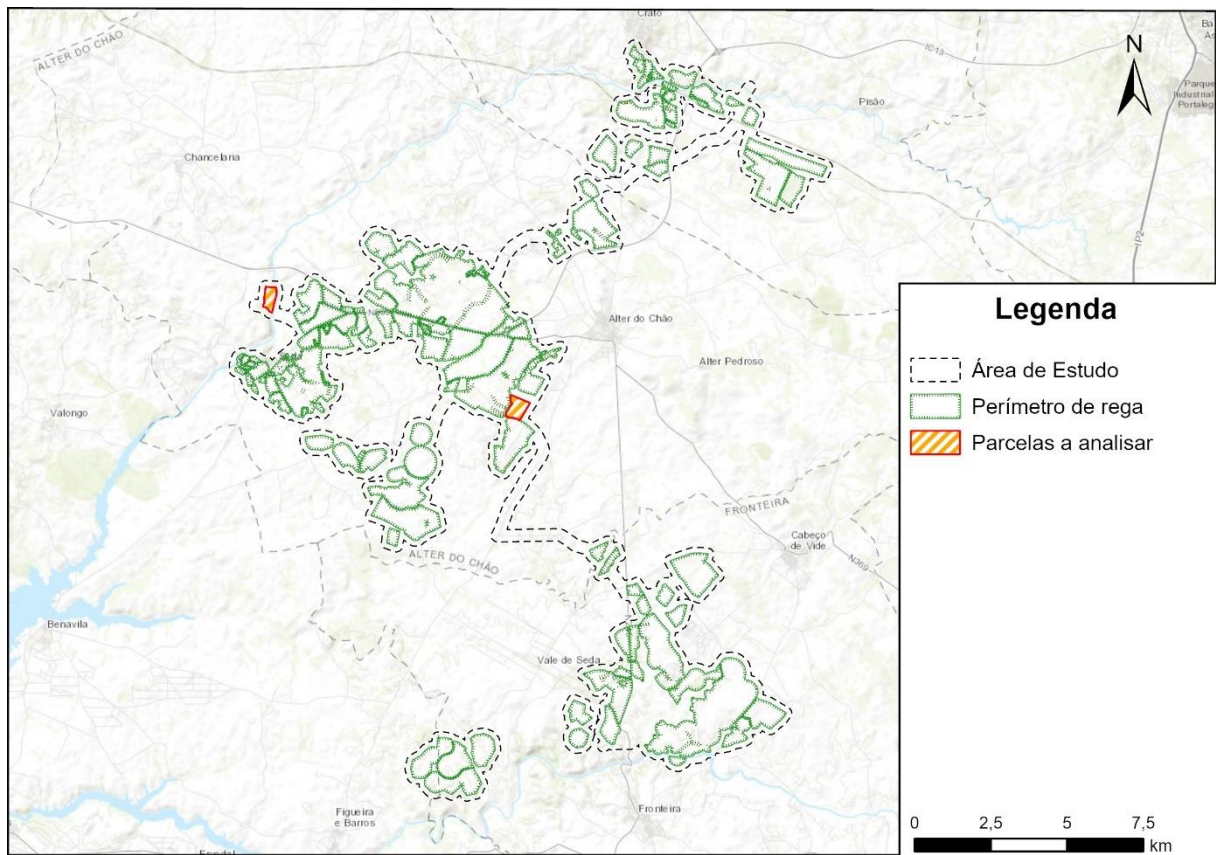 Crato
ALTER DO CHÃO
IC13
N
Pisão
Parque
Industrial
Portaleg
Chancelaria
IP2
Alter do Chão
Alter Pedroso
Valongo
FRONTEIRA
Cabeço
de Vide
N369
ALTER DO CHÃO
Benavila
Vale de Seda
Figueira
e Barros
Fronteira
Legenda
Área de Estudo
Perímetro de rega
Parcelas a analisar
0 2,5 5 7,5
km